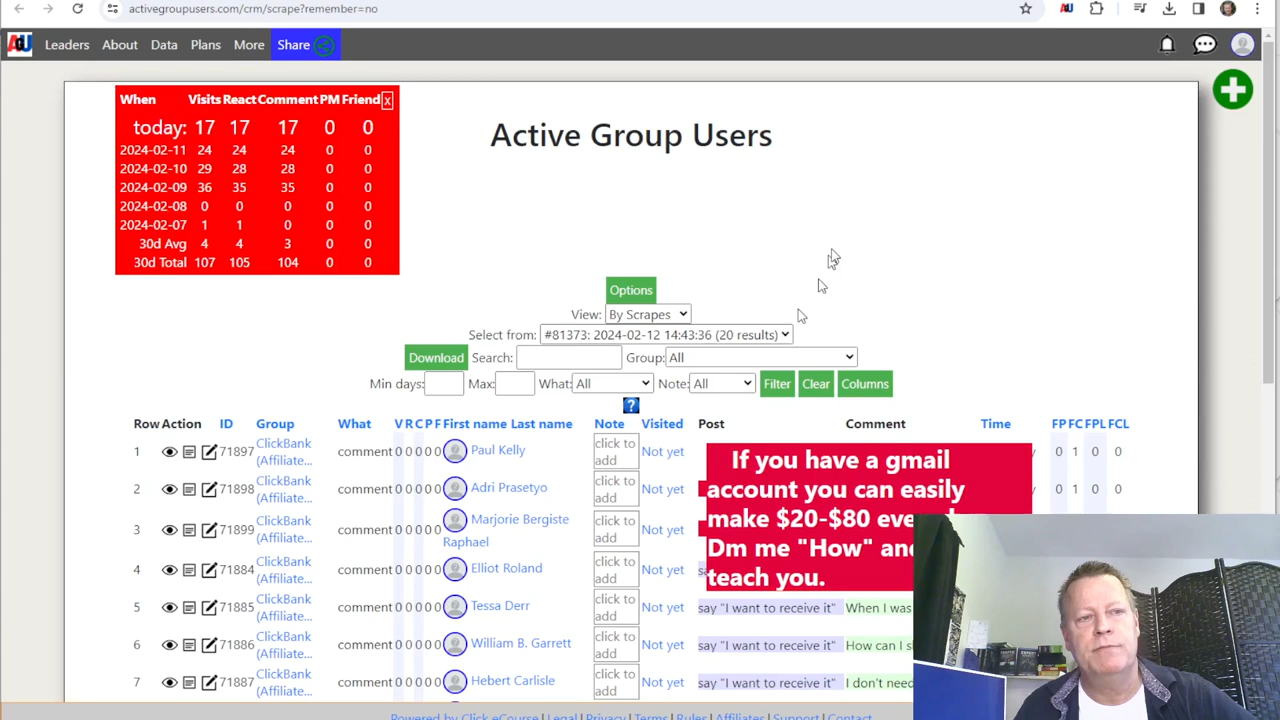 activegroupusers.com/crm/scrape?remember=no
AGU Leaders About Data Plans More Share
When Visits React Comment PM Friend x
today: 17 17 17 0 0
2024-02-11 24 24 24 0 0
2024-02-10 29 28 28 0 0
2024-02-09 36 35 35 0 0
2024-02-08 0 0 0 0 0
2024-02-07 1 1 0 0 0
30d Avg 4 4 3 0 0
30d Total 107 105 104 0 0
Active Group Users
Options
View: By Scrapes
Select from: #81373: 2024-02-12 14:43:36 (20 results)
Download Search: Group: All
Min days: Max: What: All Note: All Filter Clear Columns
?
Row Action ID Group What V R C P F First name Last name Note Visited Post Comment Time FP FC FPL FCL
1 71897 ClickBank (Affiliate... comment 0 0 0 0 0 Paul Kelly click to add Not yet 0 1 0 0
2 71898 ClickBank (Affiliate... comment 0 0 0 0 0 Adri Prasetyo click to add Not yet 0 1 0 0
3 71899 ClickBank (Affiliate... comment 0 0 0 0 0 Marjorie Bergiste Raphael click to add Not yet
4 71884 ClickBank (Affiliate... comment 0 0 0 0 0 Elliot Roland click to add Not yet
5 71885 ClickBank (Affiliate... comment 0 0 0 0 0 Tessa Derr click to add Not yet say "I want to receive it" When I was
6 71886 ClickBank (Affiliate... comment 0 0 0 0 0 William B. Garrett click to add Not yet say "I want to receive it" How can I
7 71887 ClickBank (Affiliate... comment 0 0 0 0 0 Hebert Carlisle click to add Not yet say "I want to receive it" I don't need
If you have a gmail
account you can easily
make $20-$80
Dm me "How"
teach you.
Powered by Click eCourse | Legal | Privacy | Terms | Rules | Affiliates | Support | Contact